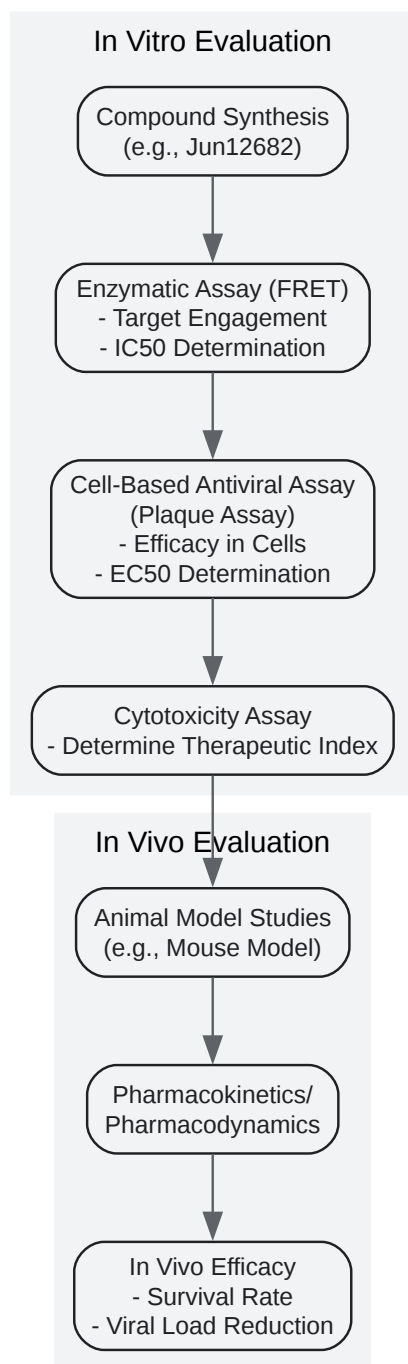 In Vitro Evaluation
Compound Synthesis
(e.g., Jun12682)
Enzymatic Assay (FRET)
- Target Engagement
- IC50 Determination
Cell-Based Antiviral Assay
(Plaque Assay)
- Efficacy in Cells
- EC50 Determination
Cytotoxicity Assay
- Determine Therapeutic Index
In Vivo Evaluation
Animal Model Studies
(e.g., Mouse Model)
Pharmacokinetics/
Pharmacodynamics
In Vivo Efficacy
- Survival Rate
- Viral Load Reduction